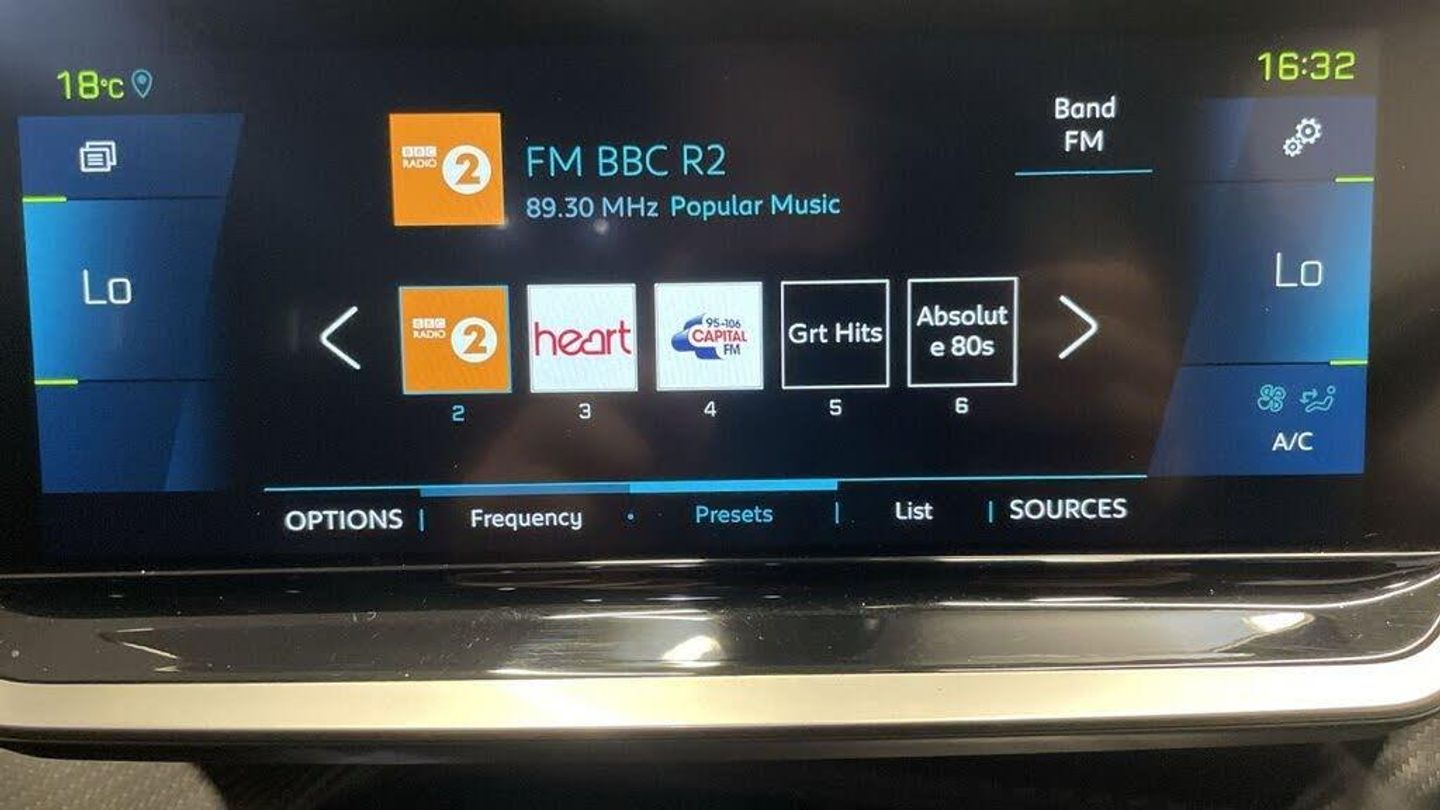 18°C
16:32
Band
FM
BBC
RADIO
2
FM BBC R2
89.30 MHz Popular Music
Lo
Lo
BBC
RADIO
2
heart
95-106
CAPITAL
FM
Grt Hits
Absolut
e 80s
2
3
4
5
6
A/C
OPTIONS | Frequency • Presets | List | SOURCES